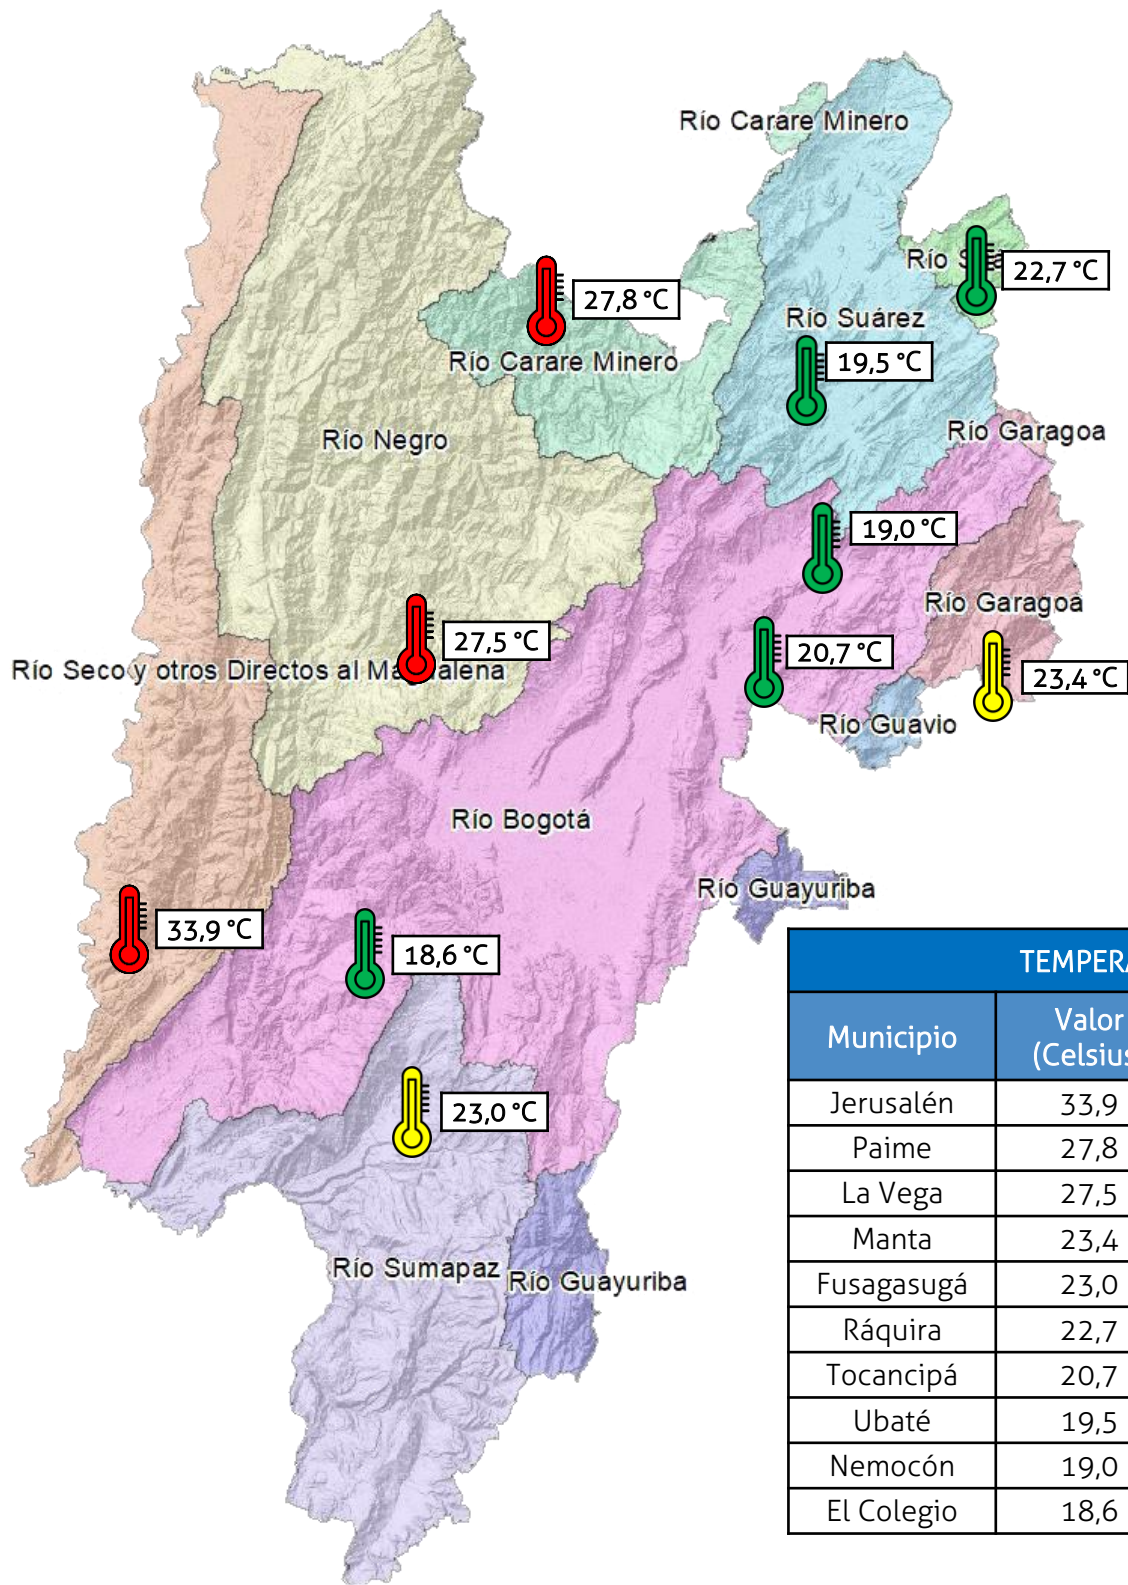 Río Carare Minero
Río S
22,7 °C
27,8 °C
Río Suárez
19,5 °C
Río Carare Minero
Río Negro
Río Garagoa
19,0 °C
Río Garagoa
27,5 °C
20,7 °C
Río Seco y otros Directos al Magdalena
23,4 °C
Río Guavio
Río Bogotá
Río Guayuriba
33,9 °C
18,6 °C
23,0 °C
Río Sumapaz
Río Guayuriba
TEMPERA
Municipio Valor (Celsius
Jerusalén 33,9
Paime 27,8
La Vega 27,5
Manta 23,4
Fusagasugá 23,0
Ráquira 22,7
Tocancipá 20,7
Ubaté 19,5
Nemocón 19,0
El Colegio 18,6